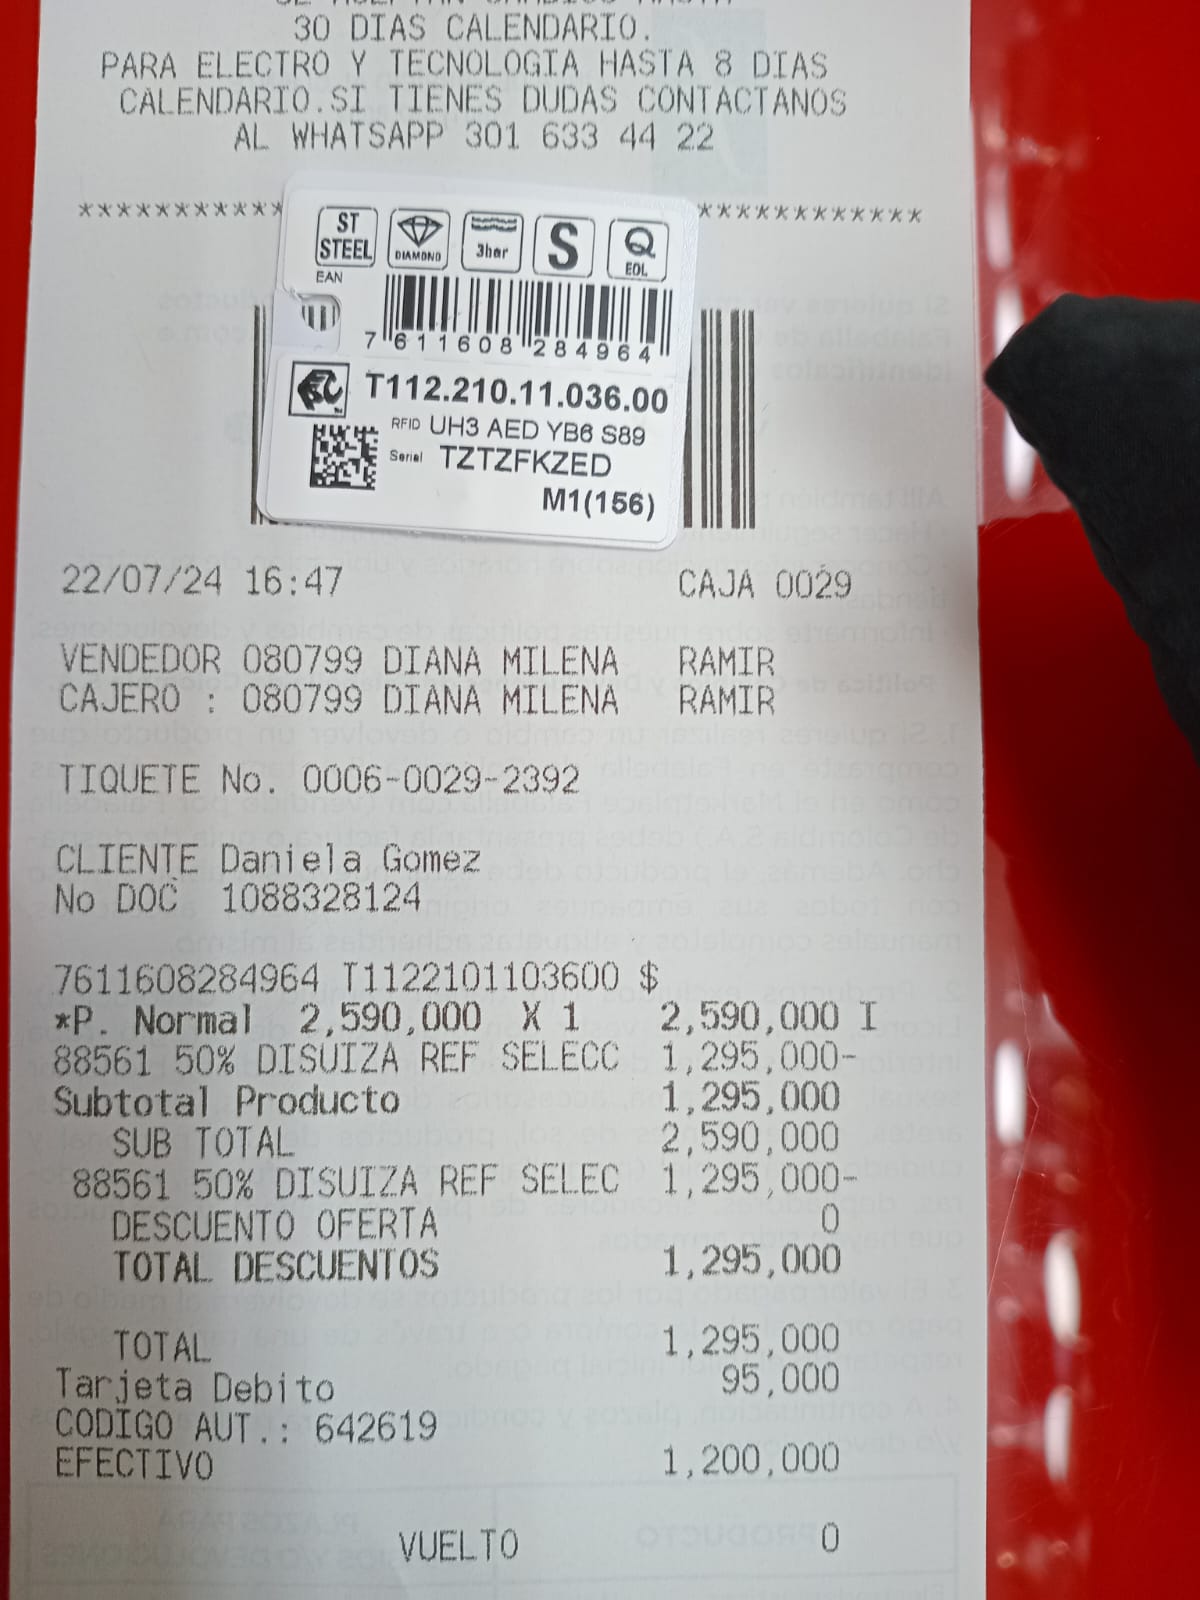 30 DIAS CALENDARIO.
PARA ELECTRO Y TECNOLOGIA HASTA 8 DIAS
CALENDARIO.SI TIENES DUDAS CONTACTANOS
AL WHATSAPP 301 633 44 22
*********** ************
ST STEEL DIAMOND 3bar S Q EOL
EAN
7 611608 284964
T112.210.11.036.00
RFID UH3 AED YB6 S89
Serial TZTZFKZED
M1(156)
22/07/24 16:47 CAJA 0029
VENDEDOR 080799 DIANA MILENA RAMIR
CAJERO : 080799 DIANA MILENA RAMIR
TIQUETE No. 0006-0029-2392
CLIENTE Daniela Gomez
No DOC 1088328124
7611608284964 T1122101103600 $
*P. Normal 2,590,000 X 1 2,590,000 I
88561 50% DISUIZA REF SELECC 1,295,000-
Subtotal Producto 1,295,000
SUB TOTAL 2,590,000
88561 50% DISUIZA REF SELEC 1,295,000-
DESCUENTO OFERTA 0
TOTAL DESCUENTOS 1,295,000
TOTAL 1,295,000
Tarjeta Debito 95,000
CODIGO AUT.: 642619
EFECTIVO 1,200,000
VUELTO 0